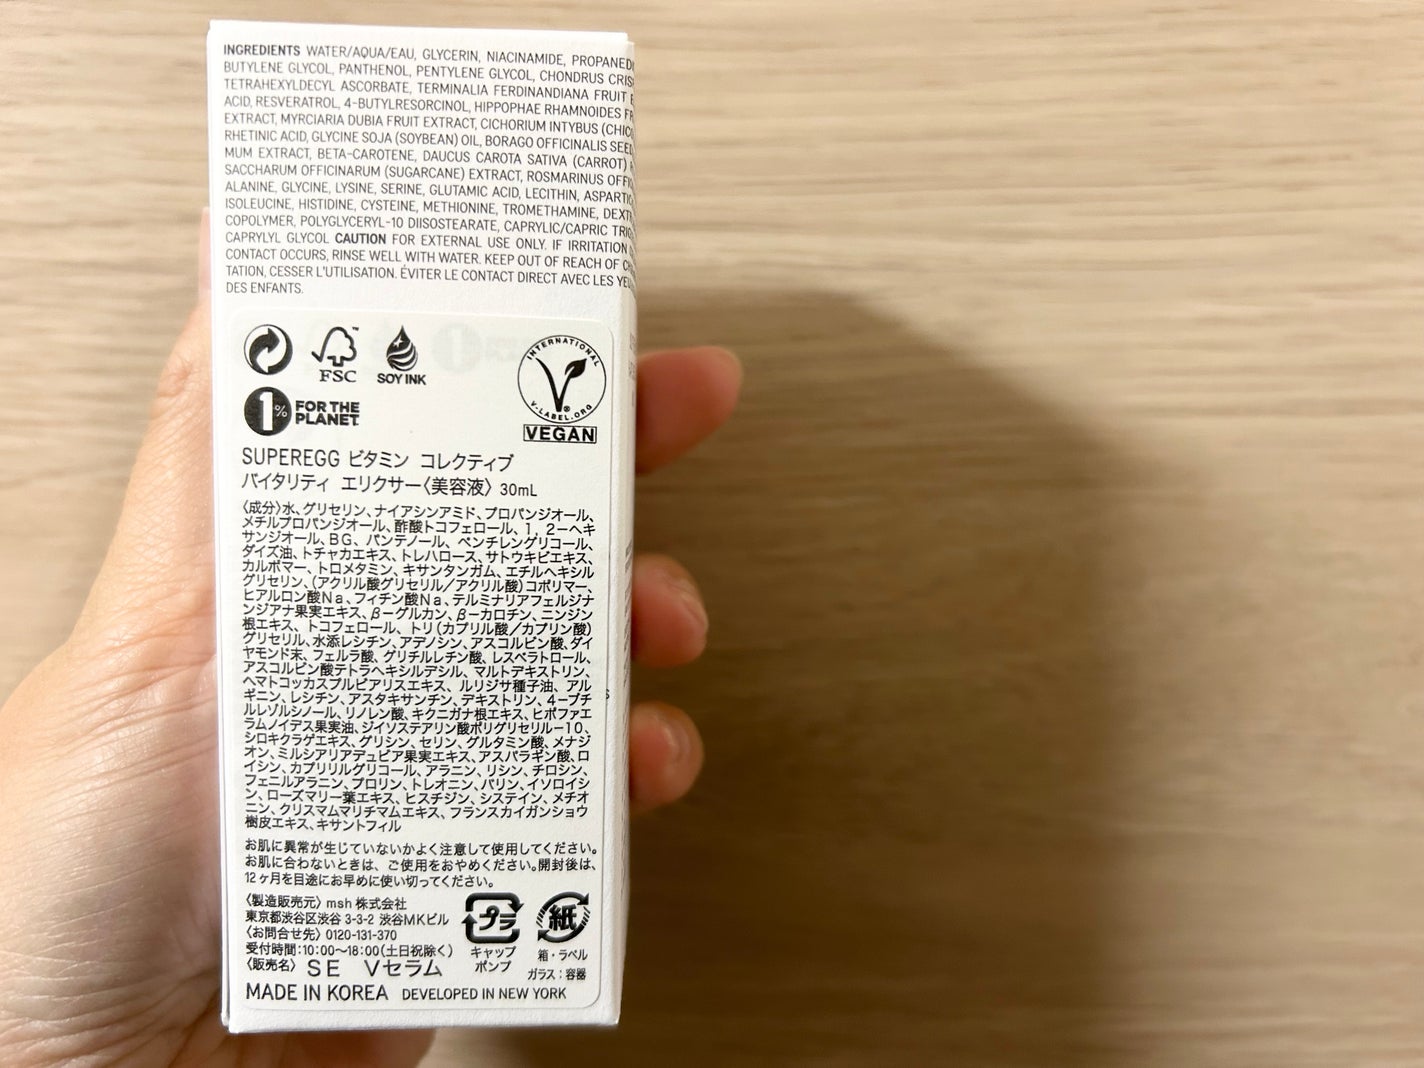 INGREDIENTS WATER/AQUA/EAU, GLYCERIN, NIACINAMIDE,
BUTYLENE GLYCOL, PANTHENOL, PENTYLENE GLYCOL, CHONDRUS
TETRAHEXYLDECYL ASCORBATE, TERMINALIA FERDINANDIANA FRUIT
ACID, RESVERATROL, 4-BUTYLRESORCINOL, HIPPOPHAE RHAMNOIDES
EXTRACT, MYRCIARIA DUBIA FRUIT EXTRACT, CICHORIUM INTYBUS
RHETINIC ACID, GLYCINE SOJA (SOYBEAN) OIL, BORAGO OFFICINALIS SEED
MUM EXTRACT, BETA-CAROTENE, DAUCUS CAROTA SATIVA (CARROT)
SACCHARUM OFFICINARUM (SUGARCANE) EXTRACT, ROSMARINUS
ALANINE, GLYCINE, LYSINE, SERINE, GLUTAMIC ACID, LECITHIN,
ISOLEUCINE, HISTIDINE, CYSTEINE, METHIONINE, TROMETHAMINE,
COPOLYMER, POLYGLYCERYL-10 DIISOSTEARATE, CAPRYLIC/CAPRIC
CAPRYLYL GLYCOL CAUTION FOR EXTERNAL USE ONLY. IF IRRITATION
CONTACT OCCURS, RINSE WELL WITH WATER. KEEP OUT OF REACH OF
TATION, CESSER L'UTILISATION. ÉVITER LE CONTACT DIRECT AVEC LES
DES ENFANTS.
FSC
SOY INK
1% FOR THE
PLANET
INTERNATIONAL
V-LABEL.ORG
VEGAN
SUPEREGG ビタミン コレクティブ
バイタリティ エリクサー〈美容液〉 30mL
〈成分〉水、グリセリン、ナイアシンアミド、プロパンジオール、
メチルプロパンジオール、酢酸トコフェロール、1，2－ヘキ
サンジオール、BG、パンテノール、ペンチレングリコール、
ダイズ油、トチャカエキス、トレハロース、サトウキビエキス、
カルボマー、トロメタミン、キサンタンガム、エチルヘキシル
グリセリン、（アクリル酸グリセリル／アクリル酸）コポリマー、
ヒアルロン酸Na、フィチン酸Na、テルミナリアフェルジナ
ンジアナ果実エキス、β－グルカン、β－カロチン、ニンジン
根エキス、トコフェロール、トリ（カプリル酸／カプリン酸）
グリセリル、水添レシチン、アデノシン、アスコルビン酸、ダイ
ヤモンド末、フェルラ酸、グリチルレチン酸、レスベラトロール、
アスコルビン酸テトラヘキシルデシル、マルトデキストリン、
ヘマトコッカスプルビアリスエキス、ルリジサ種子油、アル
ギニン、レシチン、アスタキサンチン、デキストリン、4－ブチ
ルレゾルシノール、リノレン酸、キクニガナ根エキス、ヒポファエ
ラムノイデス果実油、ジイソステアリン酸ポリグリセリル－10、
シロキクラゲエキス、グリシン、セリン、グルタミン酸、メナジ
オン、ミルシアリアデュビア果実エキス、アスパラギン酸、ロ
イシン、カプリリルグリコール、アラニン、リシン、チロシン、
フェニルアラニン、プロリン、トレオニン、バリン、イソロイシ
ン、ローズマリー葉エキス、ヒスチジン、システイン、メチオ
ニン、クリスマムマリチマムエキス、フランスカイガンショウ
樹皮エキス、キサントフィル
お肌に異常が生じていないかよく注意して使用してください。
お肌に合わないときは、ご使用をおやめください。開封後は、
12ヶ月を目途にお早めに使い切ってください。
〈製造販売元〉msh 株式会社
東京都渋谷区渋谷 3-3-2 渋谷MKビル
〈お問合せ先〉0120-131-370
受付時間：10：00～18：00（土日祝除く）
〈販売名〉SE Vセラム
プラ
キャップ
ポンプ
紙
箱・ラベル
ガラス：容器
MADE IN KOREA DEVELOPED IN NEW YORK